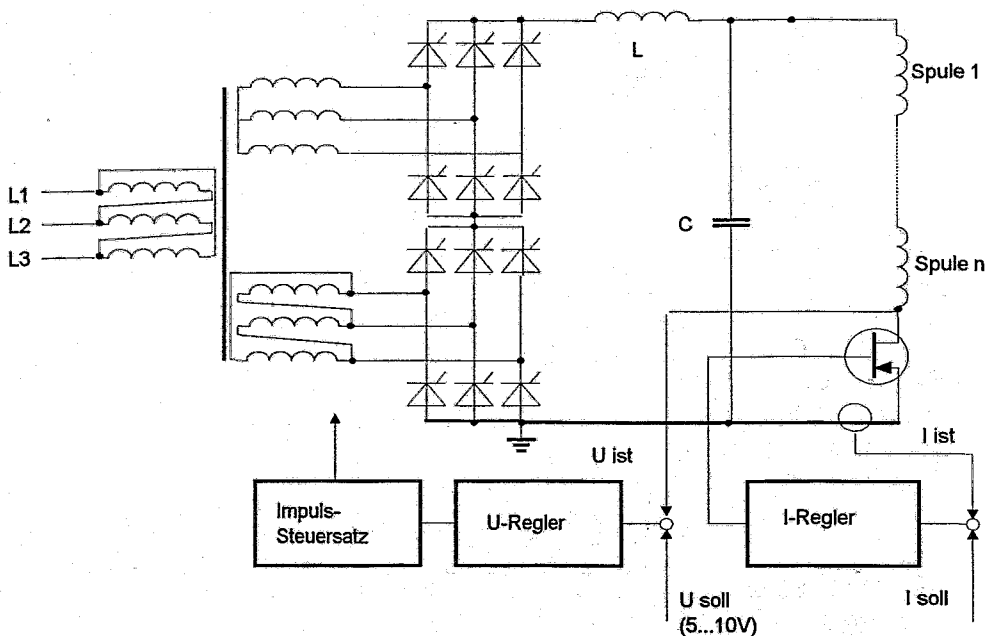 L
Spule 1
L1
L2
L3
C
Spule n
U ist
I ist
Impuls-
Steuersatz
U-Regler
I-Regler
U soll
(5...10V)
I soll